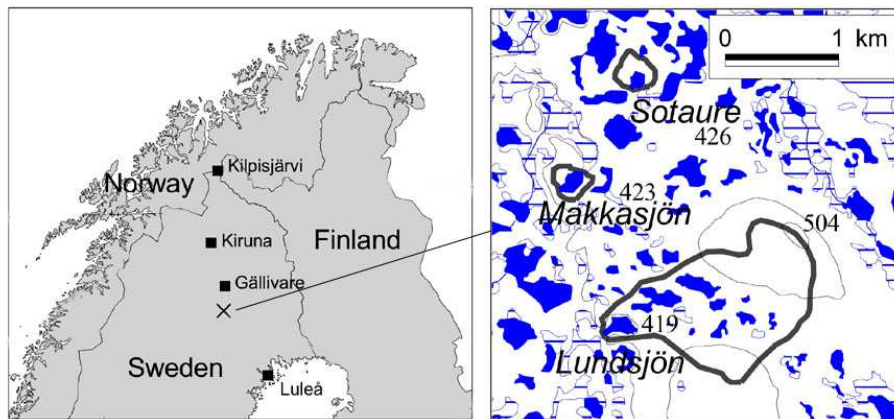 Norway
Kilpisjärvi
Kiruna
Finland
Gällivare
Sweden
Luleå
0 1 km
Sotaure
426
423
Makkasjön
504
419
Lundsjön